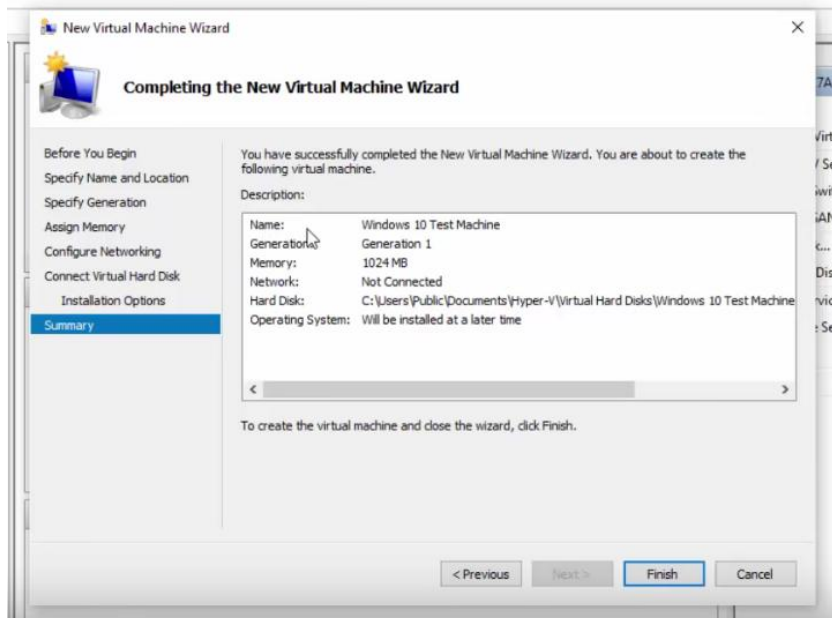 New Virtual Machine Wizard
Completing the New Virtual Machine Wizard
Before You Begin
Specify Name and Location
Specify Generation
Assign Memory
Configure Networking
Connect Virtual Hard Disk
Installation Options
Summary
You have successfully completed the New Virtual Machine Wizard. You are about to create the
following virtual machine.
Description:
Name: Windows 10 Test Machine
Generation: Generation 1
Memory: 1024 MB
Network: Not Connected
Hard Disk: C:\Users\Public\Documents\Hyper-V\Virtual Hard Disks\Windows 10 Test Machine
Operating System: Will be installed at a later time
To create the virtual machine and close the wizard, click Finish.
< Previous
Next >
Finish
Cancel